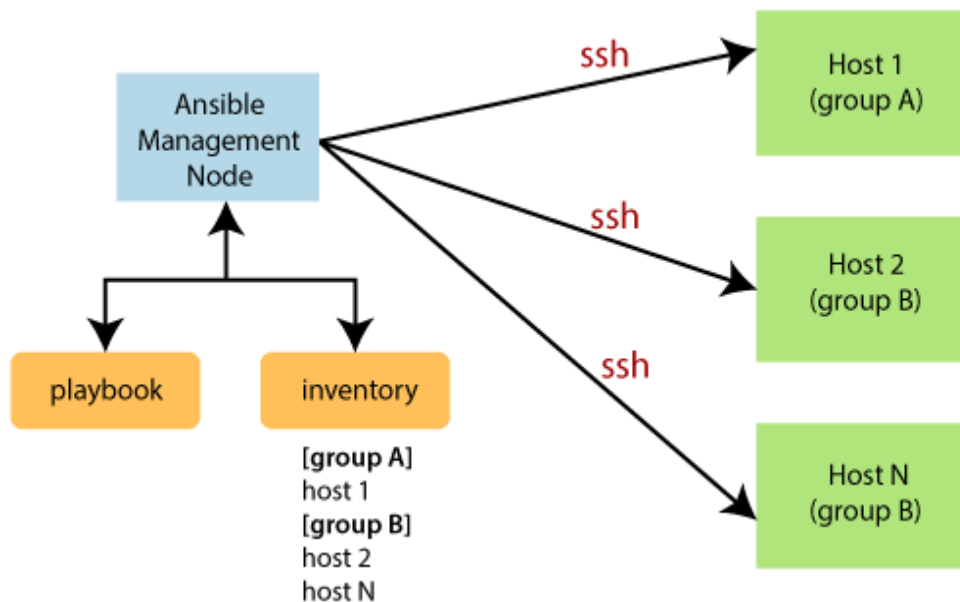 Ansible
Management
Node
ssh
Host 1
(group A)
ssh
Host 2
(group B)
ssh
Host N
(group B)
playbook
inventory
[group A]
host 1
[group B]
host 2
host N